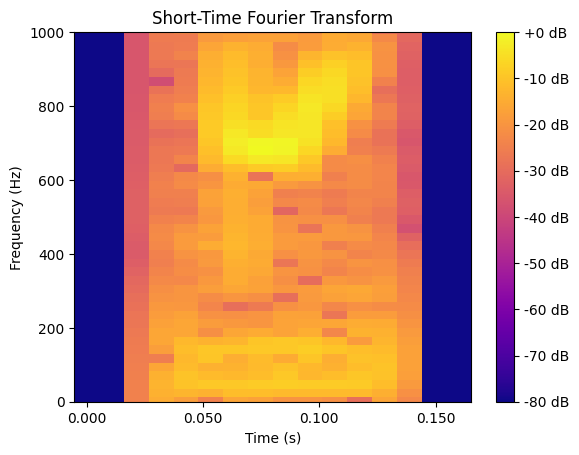 Short-Time Fourier Transform
1000
800
600
400
200
0
Frequency (Hz)
0.000
0.050
0.100
0.150
Time (s)
+0 dB
-10 dB
-20 dB
-30 dB
-40 dB
-50 dB
-60 dB
-70 dB
-80 dB